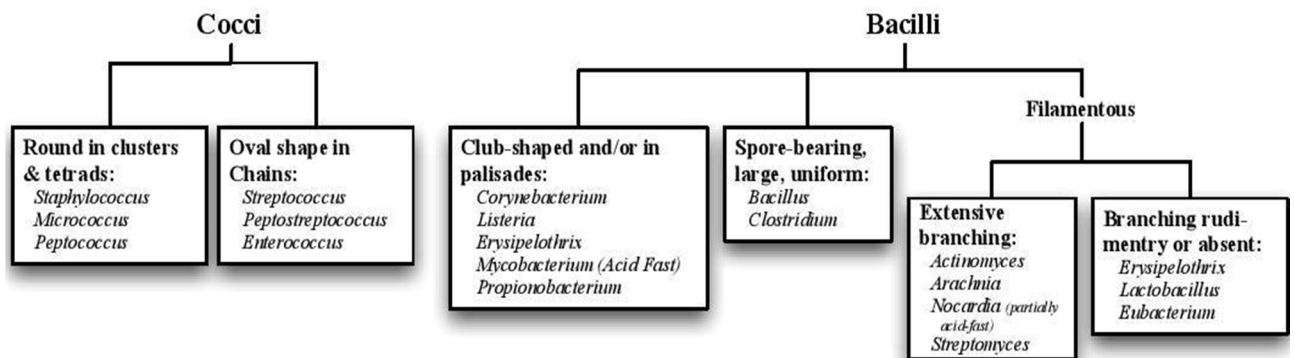 Cocci
Round in clusters
& tetrads:
Staphylococcus
Micrococcus
Peptococcus
Oval shape in
Chains:
Streptococcus
Peptostreptococcus
Enterococcus
Bacilli
Club-shaped and/or in
palisades:
Corynebacterium
Listeria
Erysipelothrix
Mycobacterium (Acid Fast)
Propionobacterium
Spore-bearing,
large, uniform:
Bacillus
Clostridium
Filamentous
Extensive
branching:
Actinomyces
Arachnia
Nocardia (partially
acid-fast)
Streptomyces
Branching rudi-
mentry or absent:
Erysipelothrix
Lactobacillus
Eubacterium